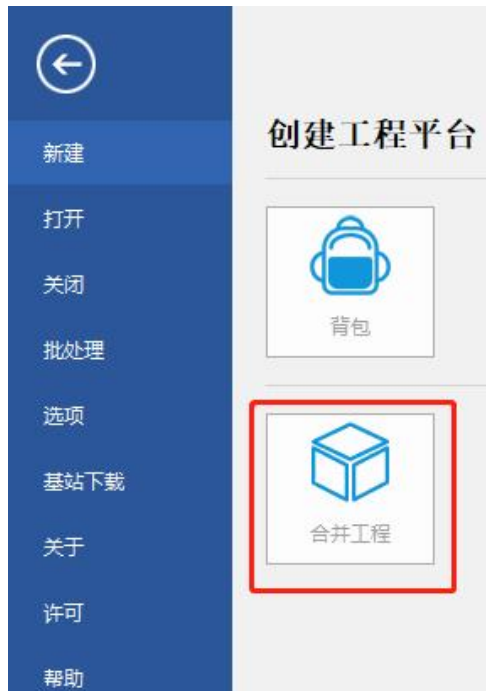 新建
打开
关闭
批处理
选项
基站下载
关于
许可
帮助
创建工程平台
背包
合并工程